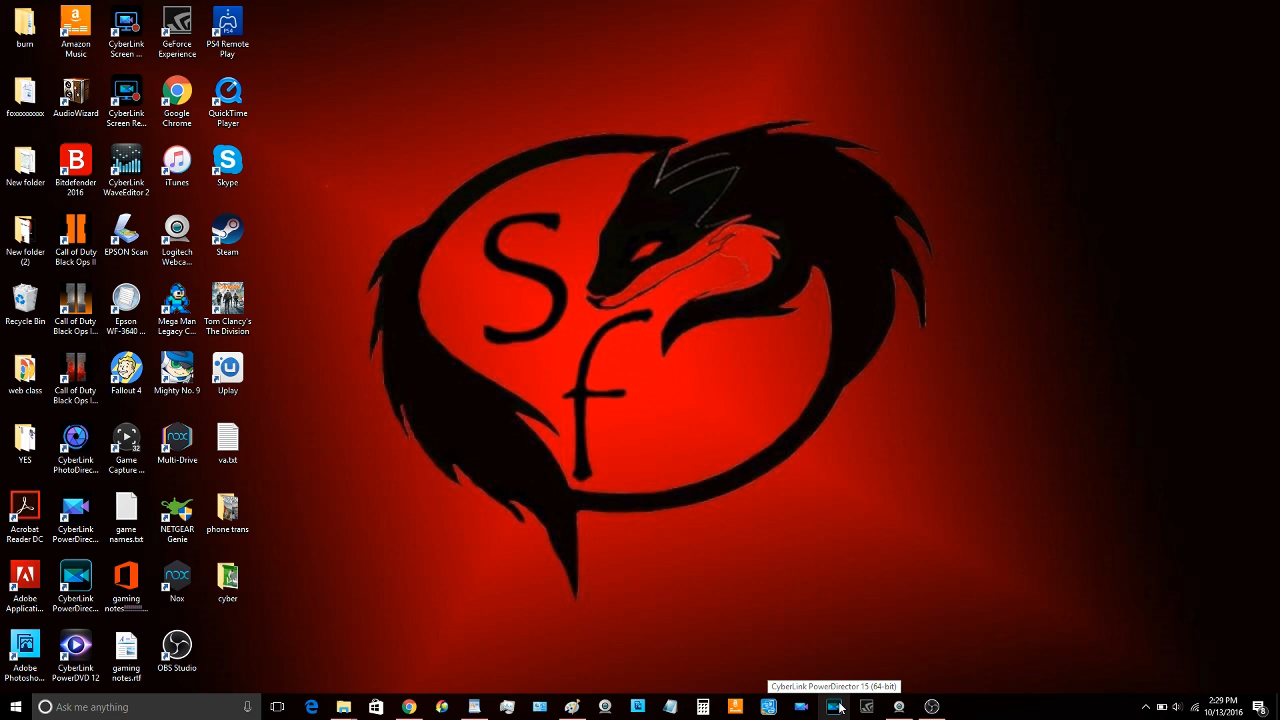 burn
Amazon
Music
CyberLink
Screen ...
GeForce
Experience
PS4 Remote
Play
foxxxxxxxxx
AudioWizard
CyberLink
Screen Re...
Google
Chrome
QuickTime
Player
New folder
Bitdefender
2016
CyberLink
WaveEditor 2
iTunes
Skype
New folder
(2)
Call of Duty
Black Ops II
EPSON Scan
Logitech
Webca...
Steam
Recycle Bin
Call of Duty
Black Ops I...
Epson
WF-3640 ...
Mega Man
Legacy C...
Tom Clancy's
The Division
web class
Call of Duty
Black Ops I...
Fallout 4
Mighty No. 9
Uplay
YES
CyberLink
PhotoDirec...
Game
Capture ...
Multi-Drive
va.txt
Acrobat
Reader DC
CyberLink
PowerDirec...
game
names.txt
NETGEAR
Genie
phone trans
Adobe
Applicati...
CyberLink
PowerDirec...
gaming
notes
Nox
cyber
Adobe
Photosho...
CyberLink
PowerDVD 12
gaming
notes.rtf
OBS Studio
S
f
CyberLink PowerDirector 15 (64-bit)
Ask me anything
2:29 PM
10/13/2016